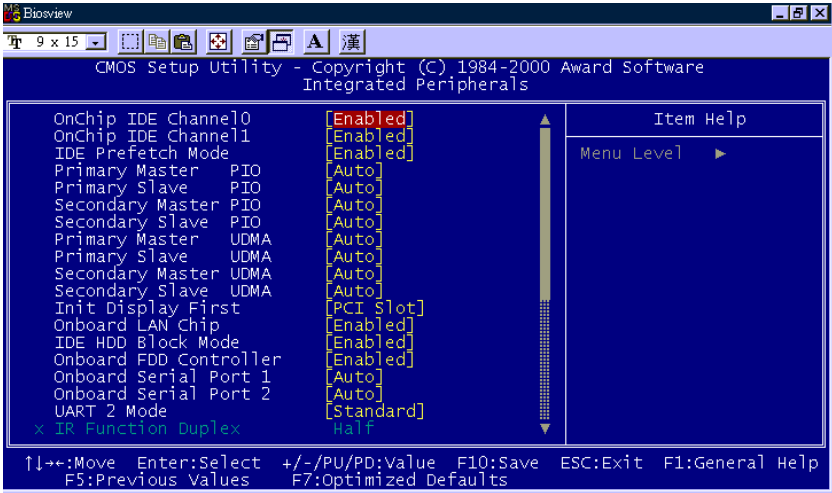 MS Biosview
Tr 9 x 15 A 漢
CMOS Setup Utility - Copyright (C) 1984-2000 Award Software
Integrated Peripherals
OnChip IDE Channel0 [Enabled] Item Help
OnChip IDE Channel1 [Enabled]
IDE Prefetch Mode [Enabled] Menu Level ►
Primary Master PIO [Auto]
Primary Slave PIO [Auto]
Secondary Master PIO [Auto]
Secondary Slave PIO [Auto]
Primary Master UDMA [Auto]
Primary Slave UDMA [Auto]
Secondary Master UDMA [Auto]
Secondary Slave UDMA [Auto]
Init Display First [PCI Slot]
Onboard LAN Chip [Enabled]
IDE HDD Block Mode [Enabled]
Onboard FDD Controller [Enabled]
Onboard Serial Port 1 [Auto]
Onboard Serial Port 2 [Auto]
UART 2 Mode [Standard]
x IR Function Duplex Half
↑↓→←:Move Enter:Select +/-/PU/PD:Value F10:Save ESC:Exit F1:General Help
F5:Previous Values F7:Optimized Defaults